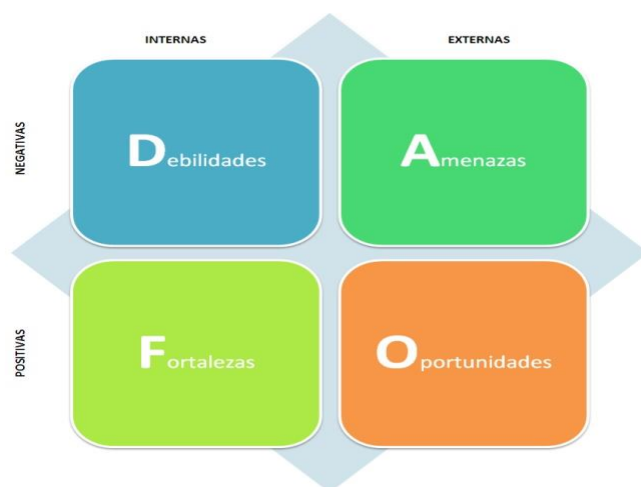 INTERNAS
EXTERNAS
NEGATIVAS
Debilidades
Amenazas
POSITIVAS
Fortalezas
Oportunidades